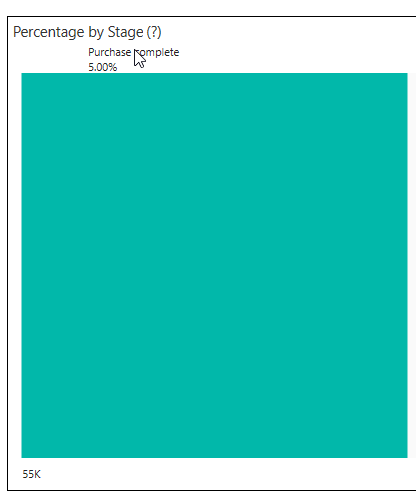 Percentage by Stage (?)
Purchase complete
5.00%
55K